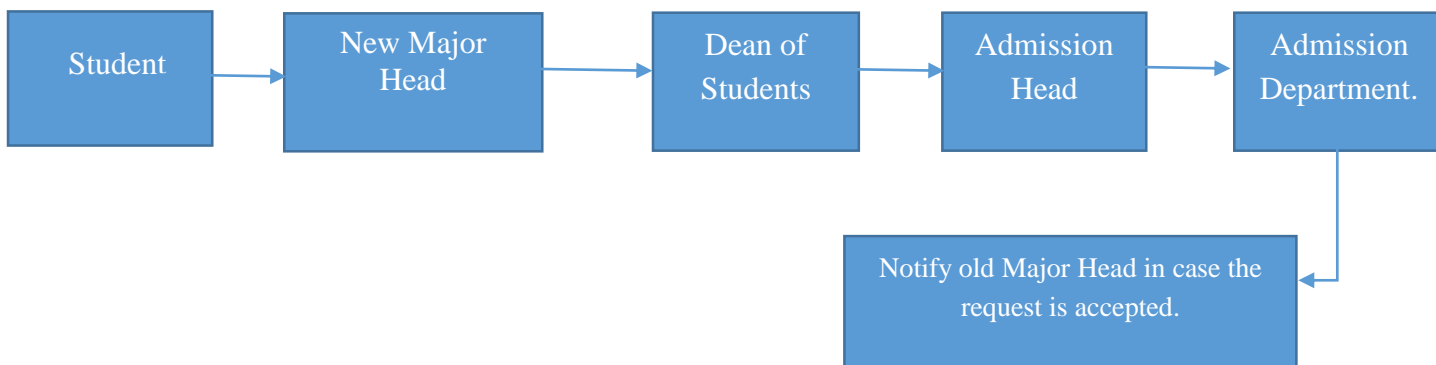 Student
New Major
Head
Dean of
Students
Admission
Head
Admission
Department.
Notify old Major Head in case the
request is accepted.